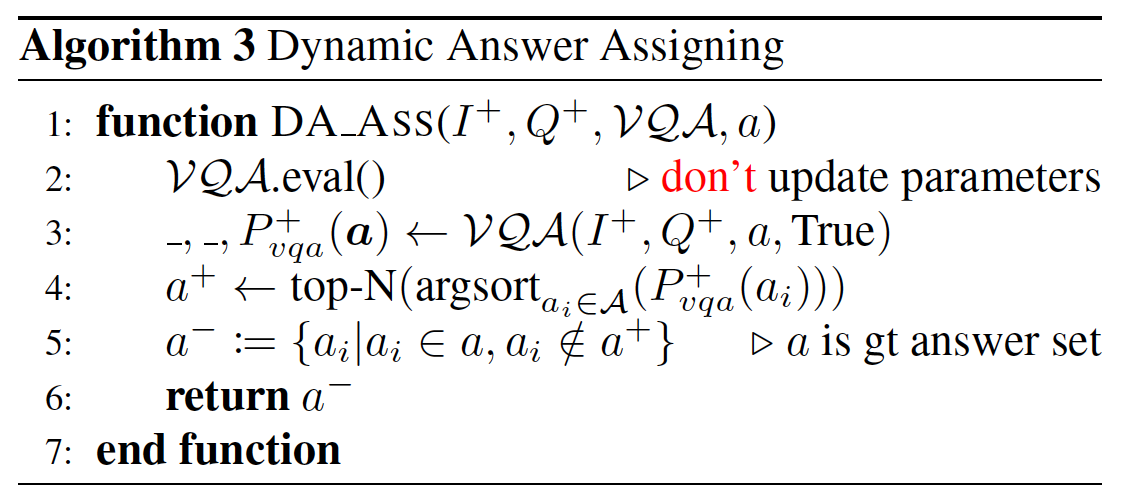 Algorithm 3 Dynamic Answer Assigning
1: function DA_ASS(I⁺, Q⁺, 𝒱𝒬𝒜, a)
2: 𝒱𝒬𝒜.eval() ▷ don't update parameters
3: _, _, P⁺_vqa(𝒂) ← 𝒱𝒬𝒜(I⁺, Q⁺, a, True)
4: a⁺ ← top-N(argsort_{aᵢ∈𝒜}(P⁺_vqa(aᵢ)))
5: a⁻ := {aᵢ|aᵢ ∈ a, aᵢ ∉ a⁺} ▷ a is gt answer set
6: return a⁻
7: end function